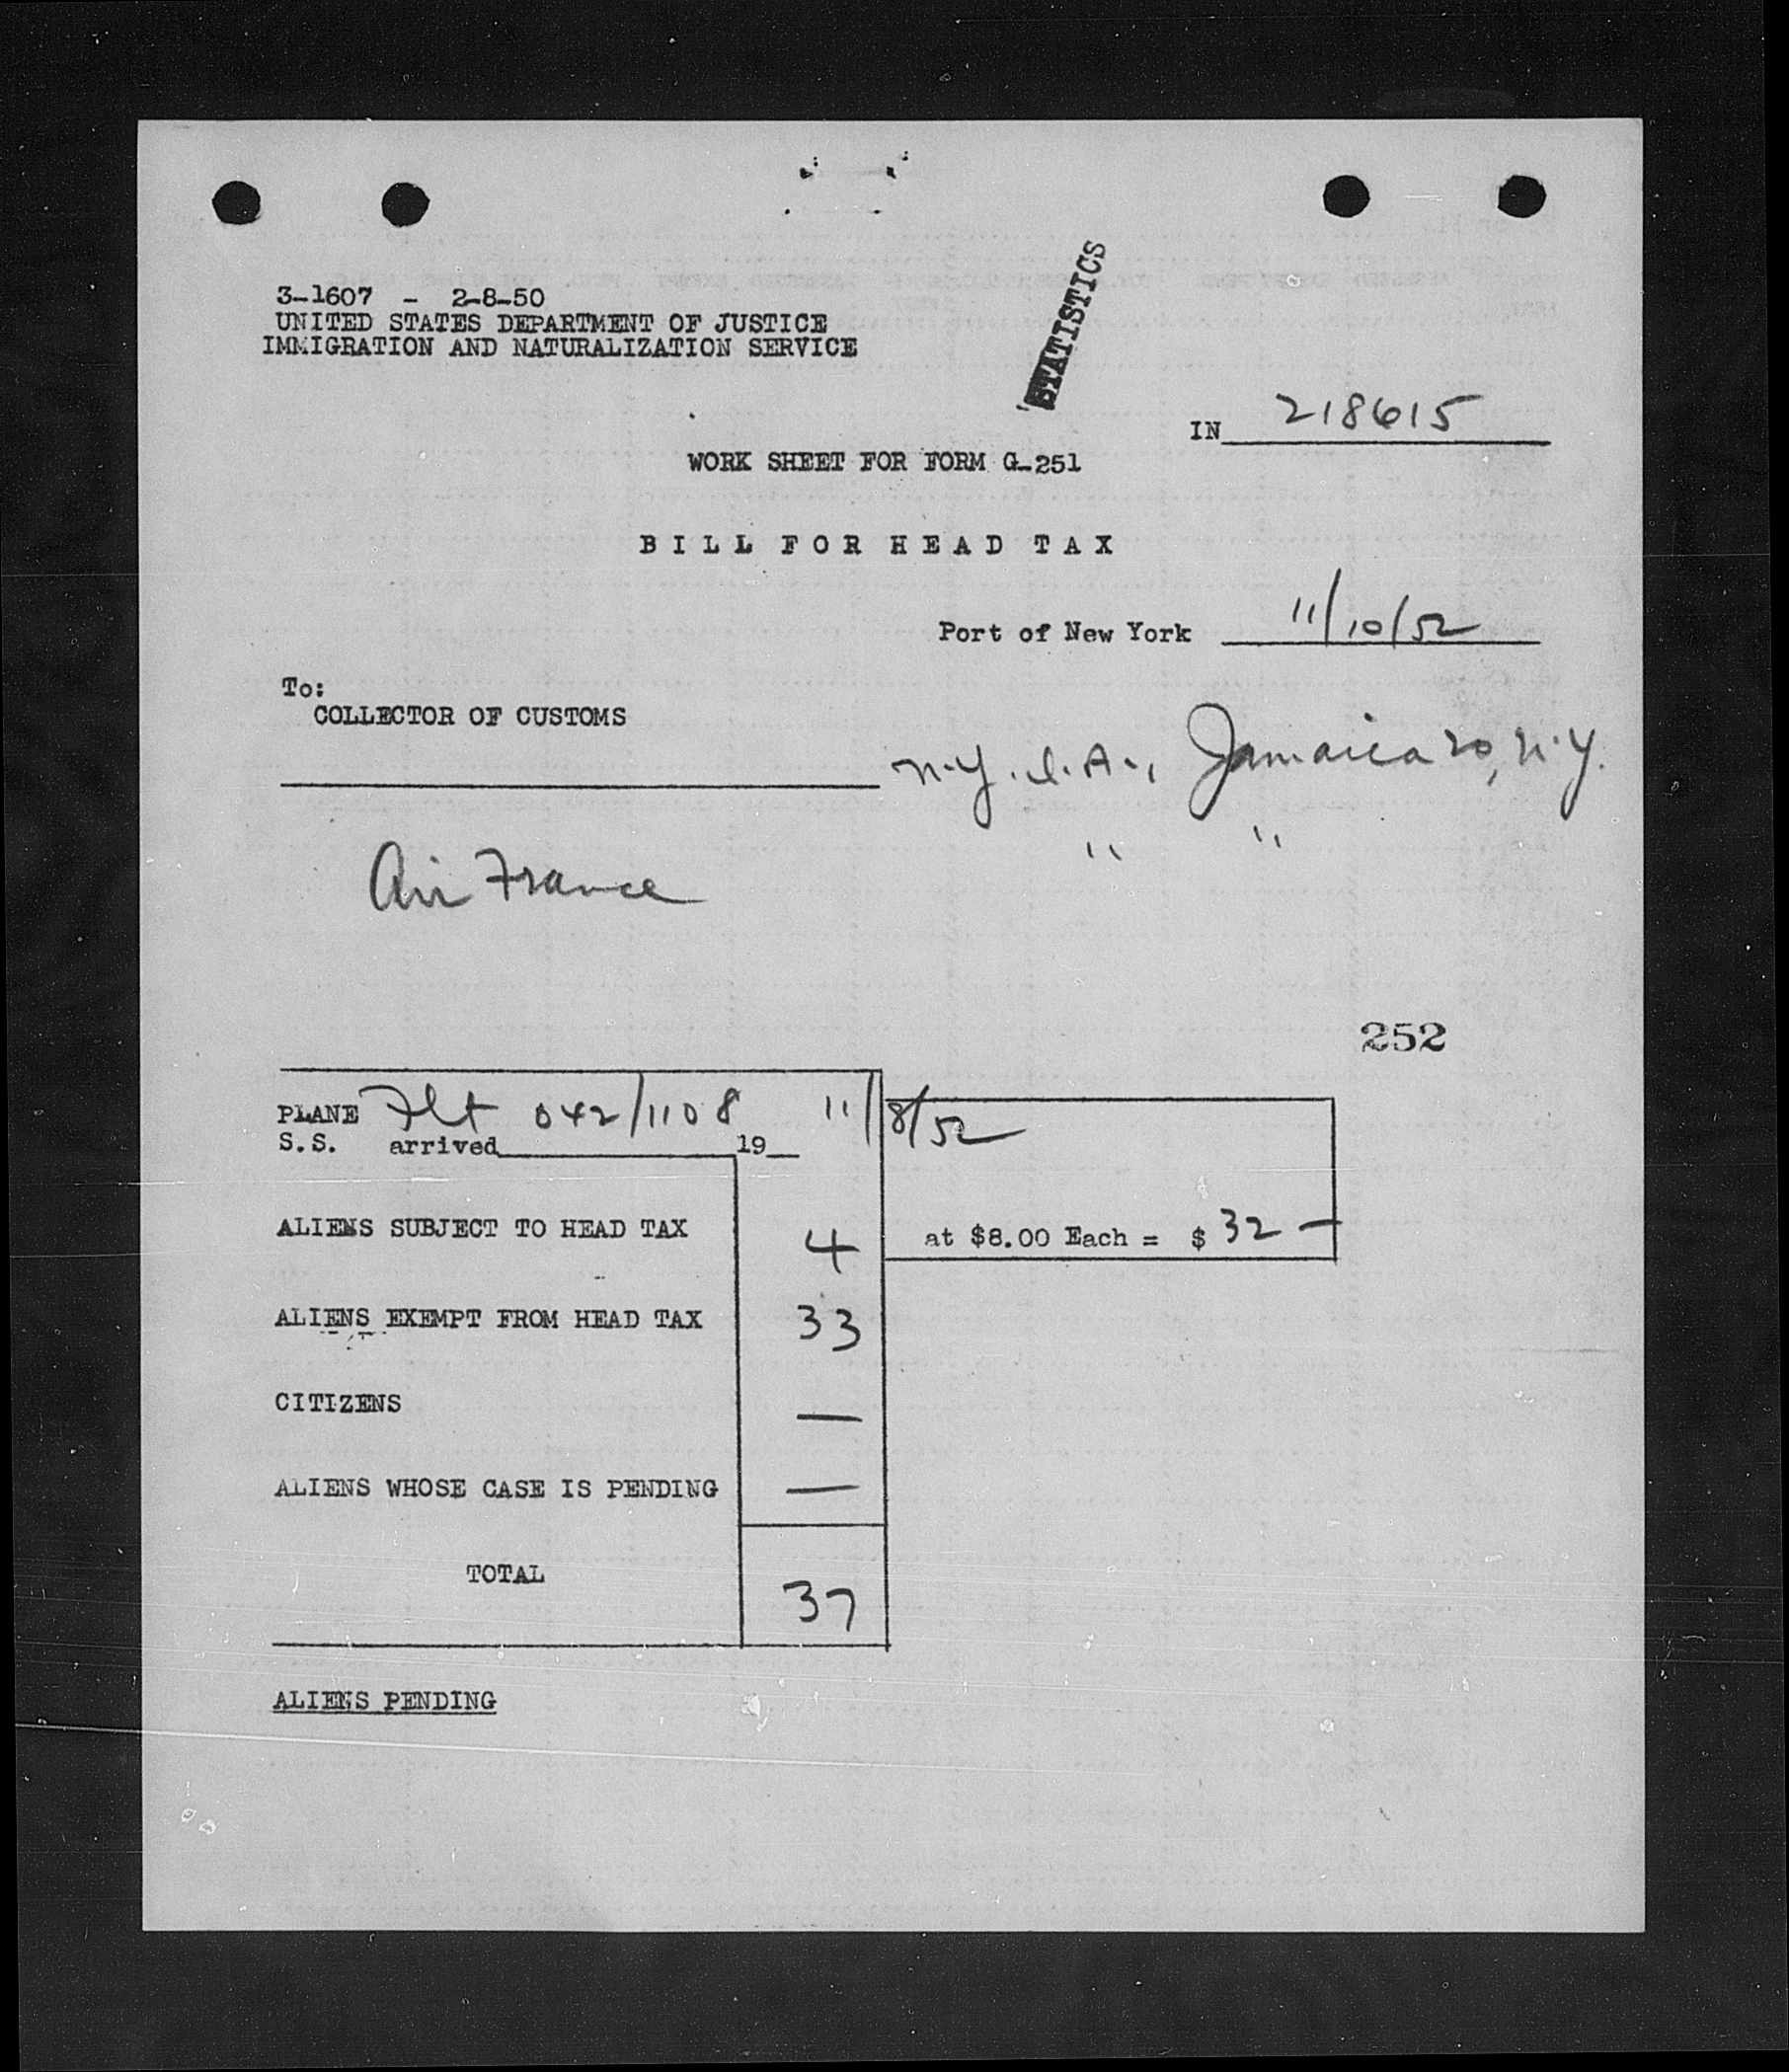 STATISTICS
3-1607 - 2-8-50
UNITED STATES DEPARTMENT OF JUSTICE
IMMIGRATION AND NATURALIZATION SERVICE
IN 218615
WORK SHEET FOR FORM G-251
BILL FOR HEAD TAX
Port of New York 11/10/52
To:
COLLECTOR OF CUSTOMS
N.Y.I.A., Jamaica 20, N.Y.
" "
Air France
252
PLANE Flt 042/1108 11/8/52
S.S. arrived 19
ALIENS SUBJECT TO HEAD TAX 4 at $8.00 Each = $ 32 —
ALIENS EXEMPT FROM HEAD TAX 33
CITIZENS —
ALIENS WHOSE CASE IS PENDING —
TOTAL 37
ALIENS PENDING